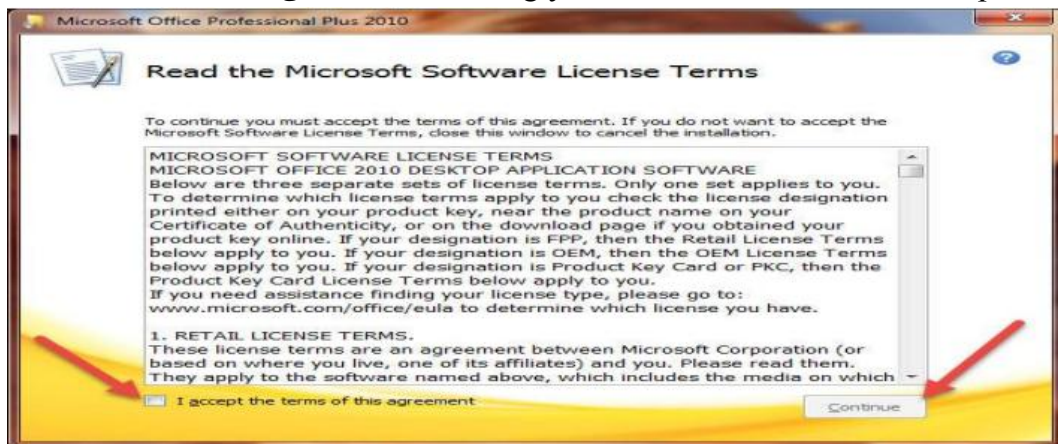 Microsoft Office Professional Plus 2010
Read the Microsoft Software License Terms
To continue you must accept the terms of this agreement. If you do not want to accept the
Microsoft Software License Terms, close this window to cancel the installation.
MICROSOFT SOFTWARE LICENSE TERMS
MICROSOFT OFFICE 2010 DESKTOP APPLICATION SOFTWARE
Below are three separate sets of license terms. Only one set applies to you.
To determine which license terms apply to you check the license designation
printed either on your product key, near the product name on your
Certificate of Authenticity, or on the download page if you obtained your
product key online. If your designation is FPP, then the Retail License Terms
below apply to you. If your designation is OEM, then the OEM License Terms
below apply to you. If your designation is Product Key Card or PKC, then the
Product Key Card License Terms below apply to you.
If you need assistance finding your license type, please go to:
www.microsoft.com/office/eula to determine which license you have.
1. RETAIL LICENSE TERMS.
These license terms are an agreement between Microsoft Corporation (or
based on where you live, one of its affiliates) and you. Please read them.
They apply to the software named above, which includes the media on which
I accept the terms of this agreement
Continue